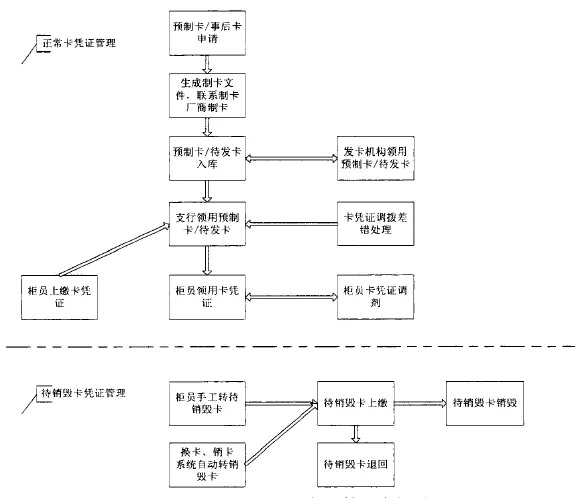 正常卡凭证管理
预制卡/事后卡
申请
生成制卡文
件，联系制卡
厂商制卡
预制卡/待发卡
入库
发卡机构领用
预制卡/待发卡
支行领用预制
卡/待发卡
卡凭证调拨差
错处理
柜员上缴卡凭
证
柜员领用卡凭
证
柜员卡凭证调
剂
待销毁卡凭证管理
柜员手工转待
销毁卡
待销毁卡上缴
待销毁卡销毁
换卡、销卡
系统自动转销
毁卡
待销毁卡退回